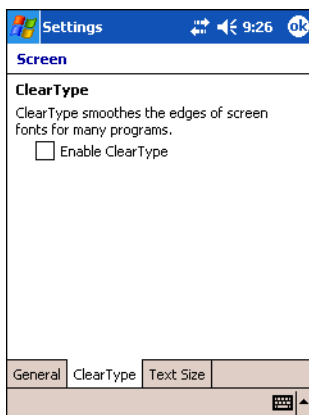 Settings 9:26 ok
Screen
ClearType
ClearType smoothes the edges of screen
fonts for many programs.
Enable ClearType
General ClearType Text Size